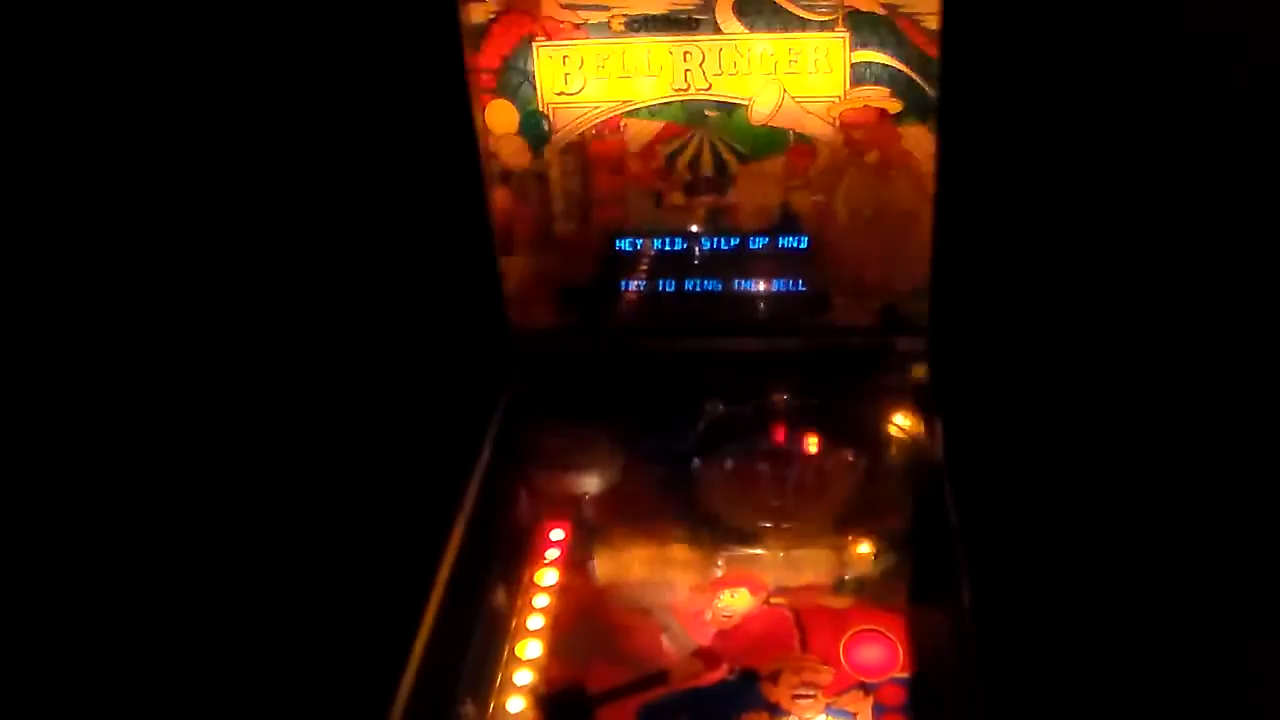 BELL RINGER
HEY KID, STEP UP AND
TRY TO RING THE BELL